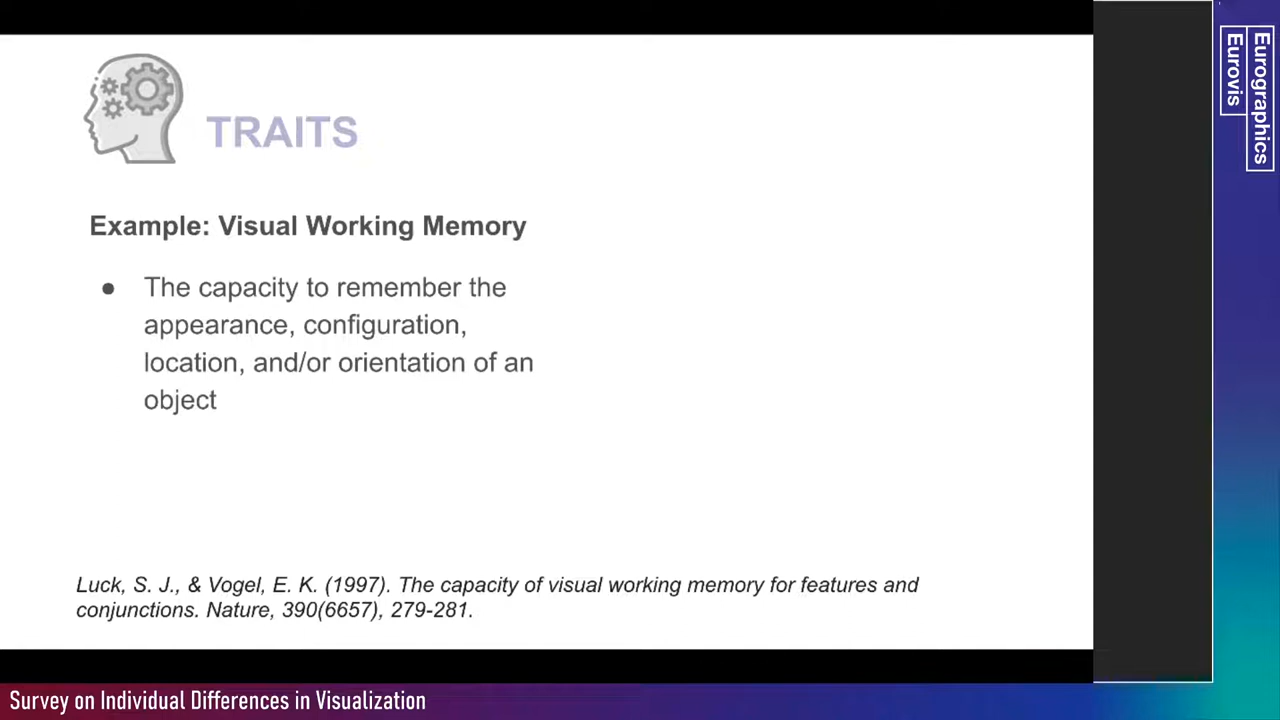 TRAITS
Example: Visual Working Memory
● The capacity to remember the
appearance, configuration,
location, and/or orientation of an
object
Luck, S. J., & Vogel, E. K. (1997). The capacity of visual working memory for features and
conjunctions. Nature, 390(6657), 279-281.
Eurographics
Eurovis
Survey on Individual Differences in Visualization